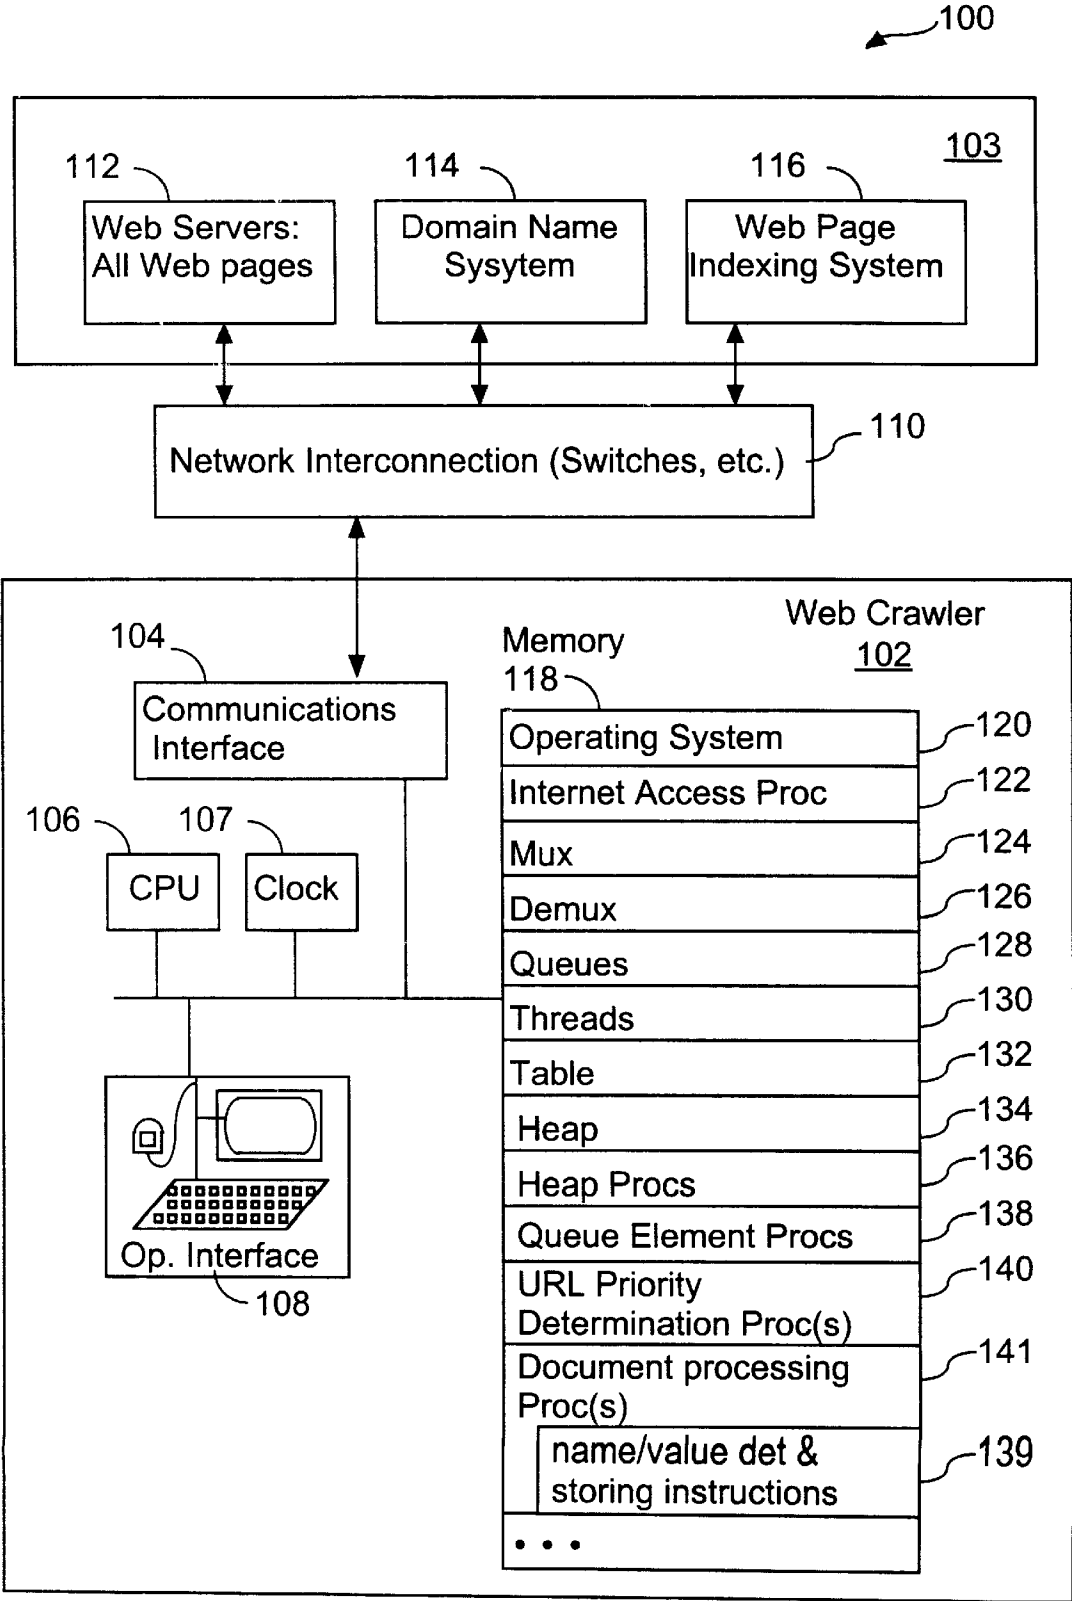 100
103
112
114
116
Web Servers:
All Web pages
Domain Name
Sysytem
Web Page
Indexing System
Network Interconnection (Switches, etc.)
110
Web Crawler
102
104
Communications
Interface
Memory
118
Operating System
120
Internet Access Proc
122
Mux
124
Demux
126
Queues
128
Threads
130
Table
132
Heap
134
Heap Procs
136
Queue Element Procs
138
URL Priority
Determination Proc(s)
140
Document processing
Proc(s)
141
name/value det &
storing instructions
139
• • •
106
CPU
107
Clock
Op. Interface
108